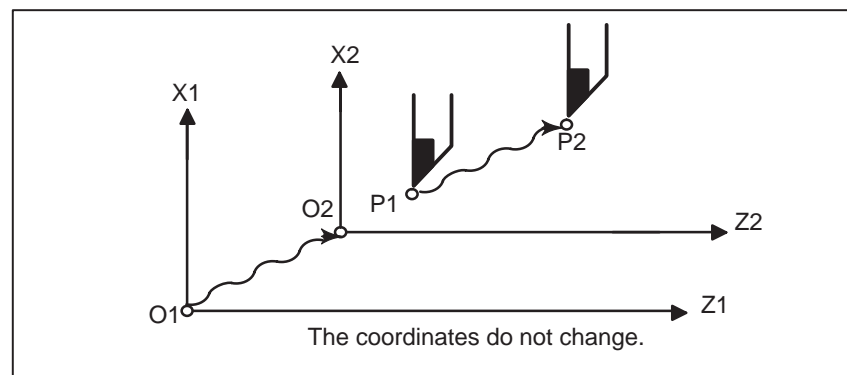 X2
X1
P2
P1
O2
Z2
O1
Z1
The coordinates do not change.